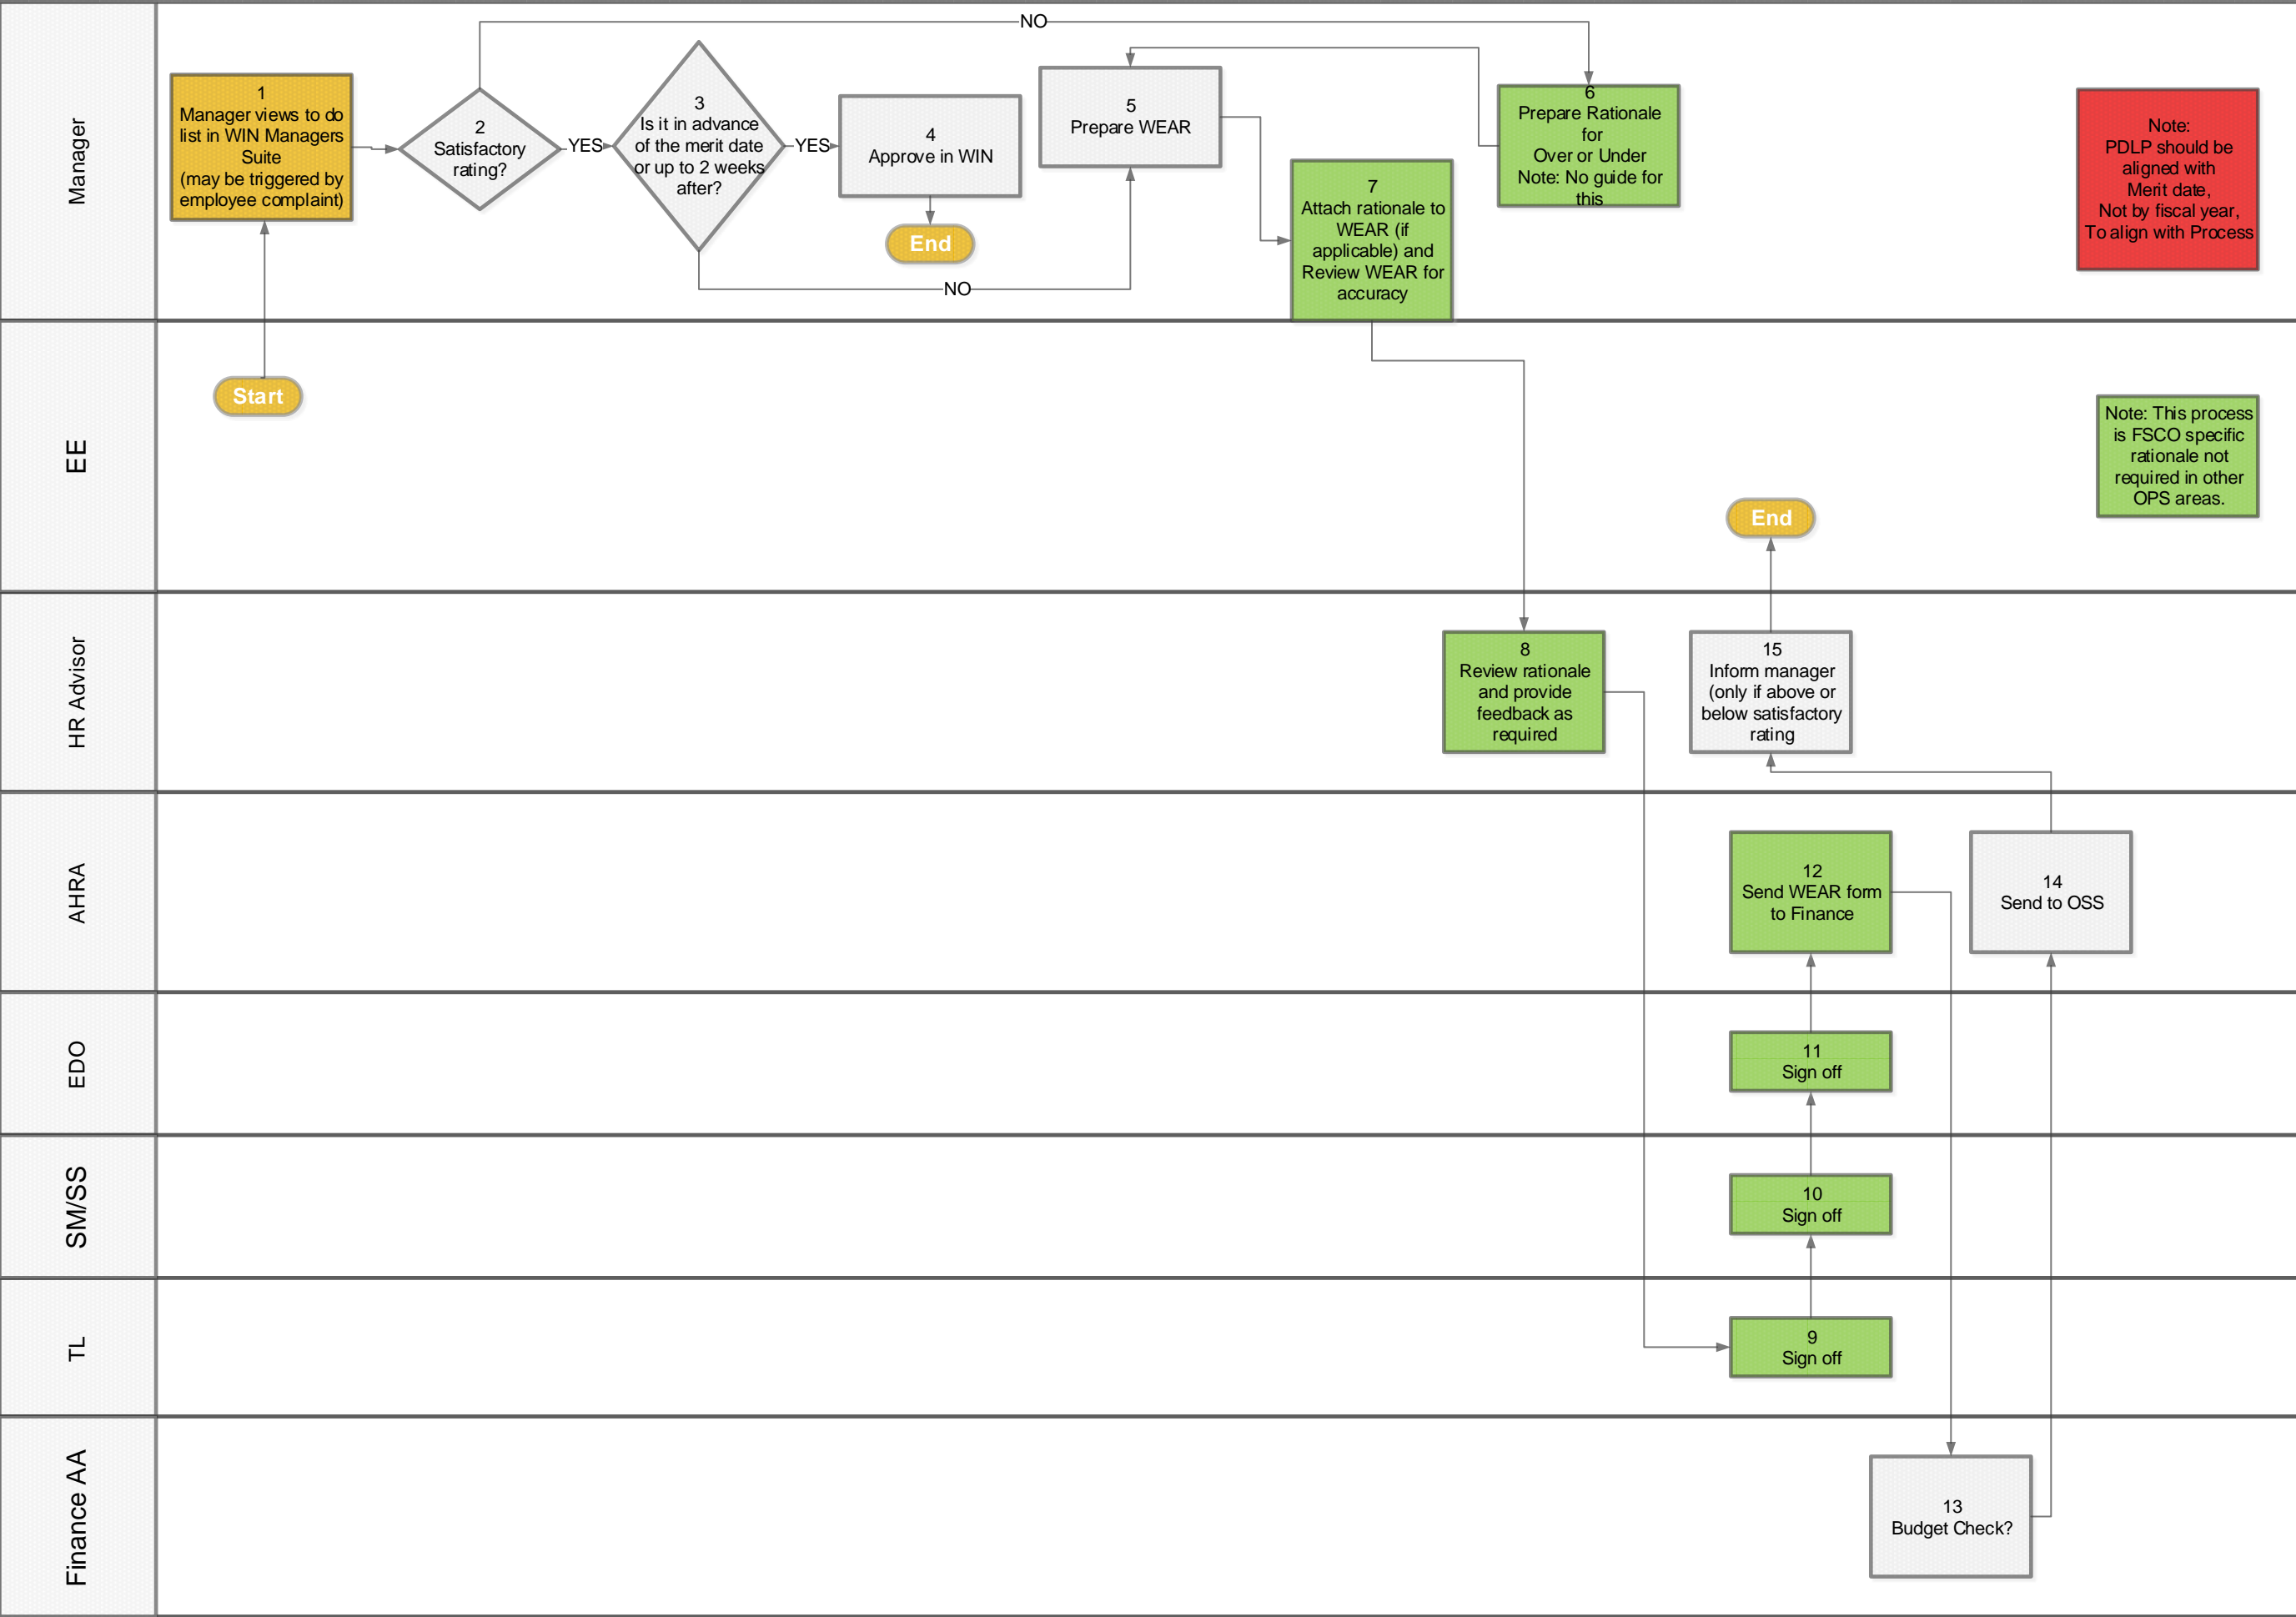 Manager
NO
1
Manager views to do
list in WIN Managers
Suite
(may be triggered by
employee complaint)
2
Satisfactory
rating?
YES
3
Is it in advance
of the merit date
or up to 2 weeks
after?
YES
4
Approve in WIN
End
NO
5
Prepare WEAR
6
Prepare Rationale
for
Over or Under
Note: No guide for
this
7
Attach rationale to
WEAR (if
applicable) and
Review WEAR for
accuracy
Note:
PDLP should be
aligned with
Merit date,
Not by fiscal year,
To align with Process
EE
Start
End
Note: This process
is FSCO specific
rationale not
required in other
OPS areas.
HR Advisor
8
Review rationale
and provide
feedback as
required
15
Inform manager
(only if above or
below satisfactory
rating
AHRA
12
Send WEAR form
to Finance
14
Send to OSS
EDO
11
Sign off
SM/SS
10
Sign off
TL
9
Sign off
Finance AA
13
Budget Check?